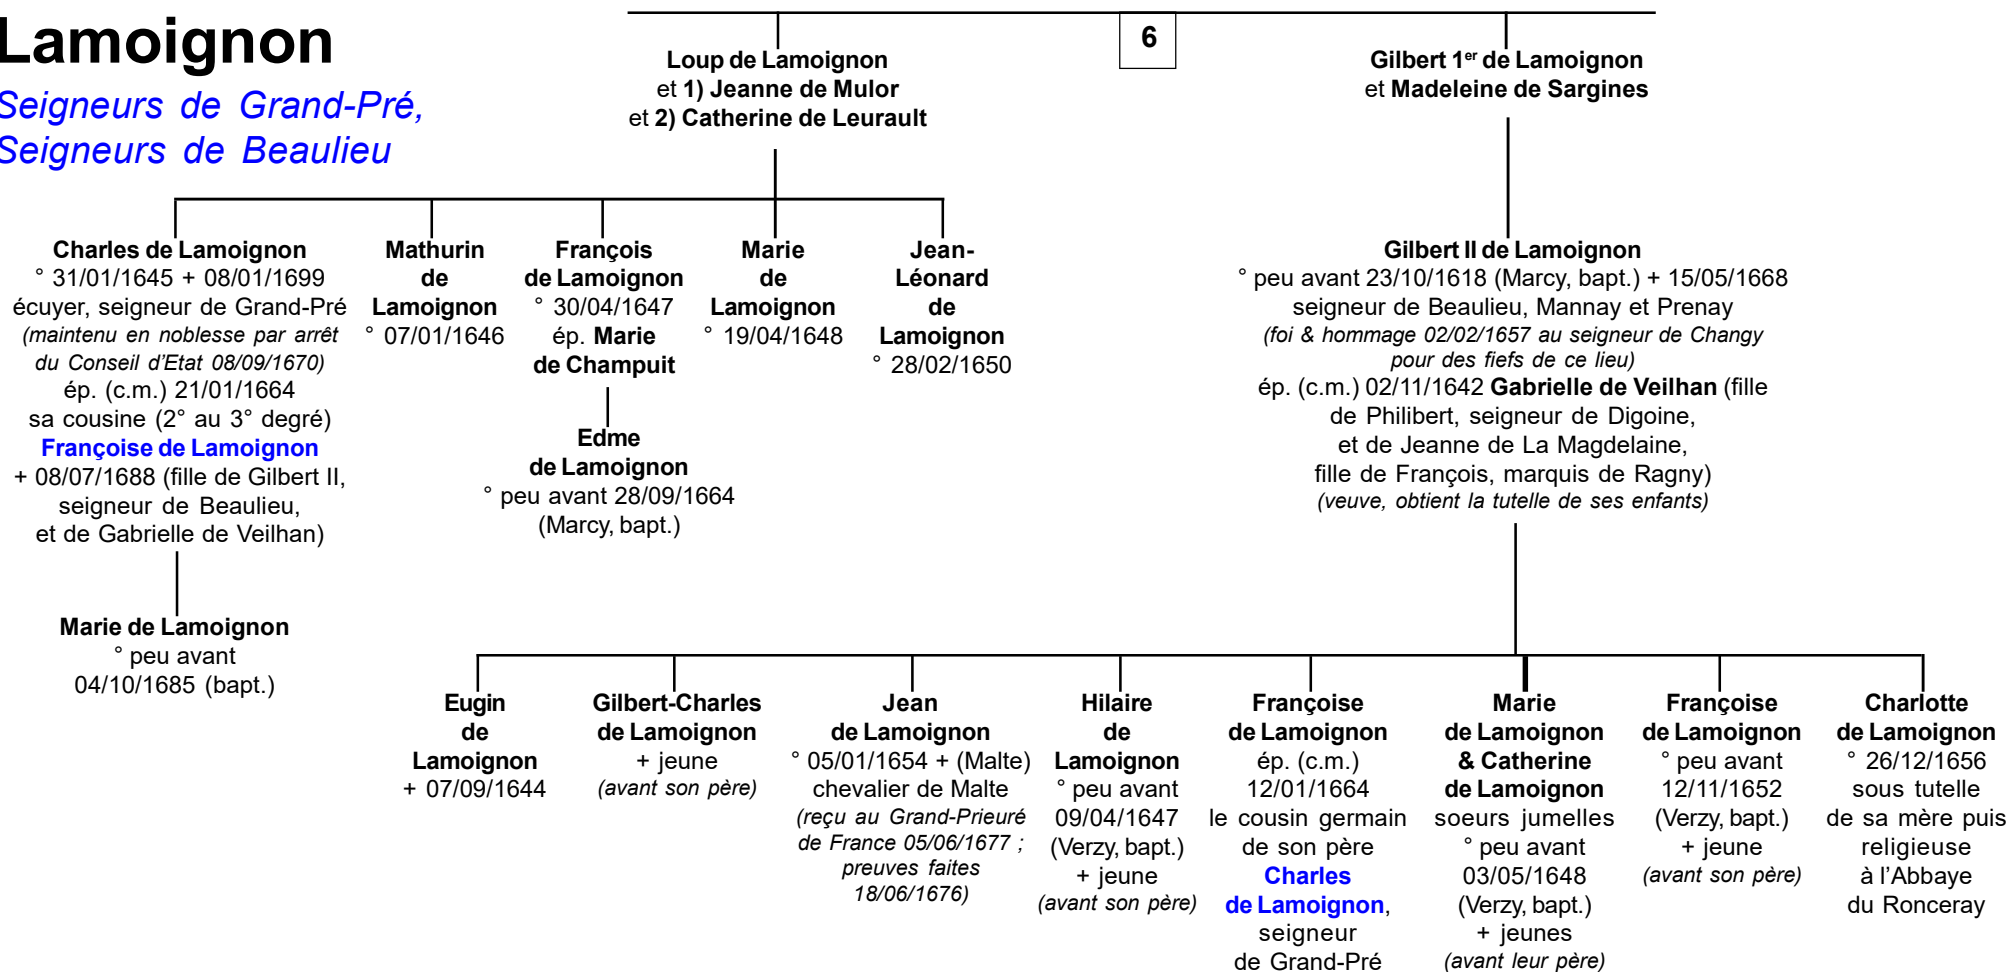 Lamoignon
Seigneurs de Grand-Pré,
Seigneurs de Beaulieu
6
Loup de Lamoignon
et 1) Jeanne de Mulor
et 2) Catherine de Leurault
Gilbert 1er de Lamoignon
et Madeleine de Sargines
Charles de Lamoignon
° 31/01/1645 + 08/01/1699
écuyer, seigneur de Grand-Pré
(maintenu en noblesse par arrêt
du Conseil d'Etat 08/09/1670)
ép. (c.m.) 21/01/1664
sa cousine (2° au 3° degré)
Françoise de Lamoignon
+ 08/07/1688 (fille de Gilbert II,
seigneur de Beaulieu,
et de Gabrielle de Veilhan)
Mathurin
de
Lamoignon
° 07/01/1646
François
de Lamoignon
° 30/04/1647
ép. Marie
de Champuit
Marie
de
Lamoignon
° 19/04/1648
Jean-
Léonard
de
Lamoignon
° 28/02/1650
Gilbert II de Lamoignon
° peu avant 23/10/1618 (Marcy, bapt.) + 15/05/1668
seigneur de Beaulieu, Mannay et Prenay
(foi & hommage 02/02/1657 au seigneur de Changy
pour des fiefs de ce lieu)
ép. (c.m.) 02/11/1642 Gabrielle de Veilhan (fille
de Philibert, seigneur de Digoine,
et de Jeanne de La Magdelaine,
fille de François, marquis de Ragny)
(veuve, obtient la tutelle de ses enfants)
Edme
de Lamoignon
° peu avant 28/09/1664
(Marcy, bapt.)
Marie de Lamoignon
° peu avant
04/10/1685 (bapt.)
Eugin
de
Lamoignon
+ 07/09/1644
Gilbert-Charles
de Lamoignon
+ jeune
(avant son père)
Jean
de Lamoignon
° 05/01/1654 + (Malte)
chevalier de Malte
(reçu au Grand-Prieuré
de France 05/06/1677 ;
preuves faites
18/06/1676)
Hilaire
de
Lamoignon
° peu avant
09/04/1647
(Verzy, bapt.)
+ jeune
(avant son père)
Françoise
de Lamoignon
ép. (c.m.)
12/01/1664
le cousin germain
de son père
Charles
de Lamoignon,
seigneur
de Grand-Pré
Marie
de Lamoignon
& Catherine
de Lamoignon
soeurs jumelles
° peu avant
03/05/1648
(Verzy, bapt.)
+ jeunes
(avant leur père)
Françoise
de Lamoignon
° peu avant
12/11/1652
(Verzy, bapt.)
+ jeune
(avant son père)
Charlotte
de Lamoignon
° 26/12/1656
sous tutelle
de sa mère puis
religieuse
à l'Abbaye
du Ronceray